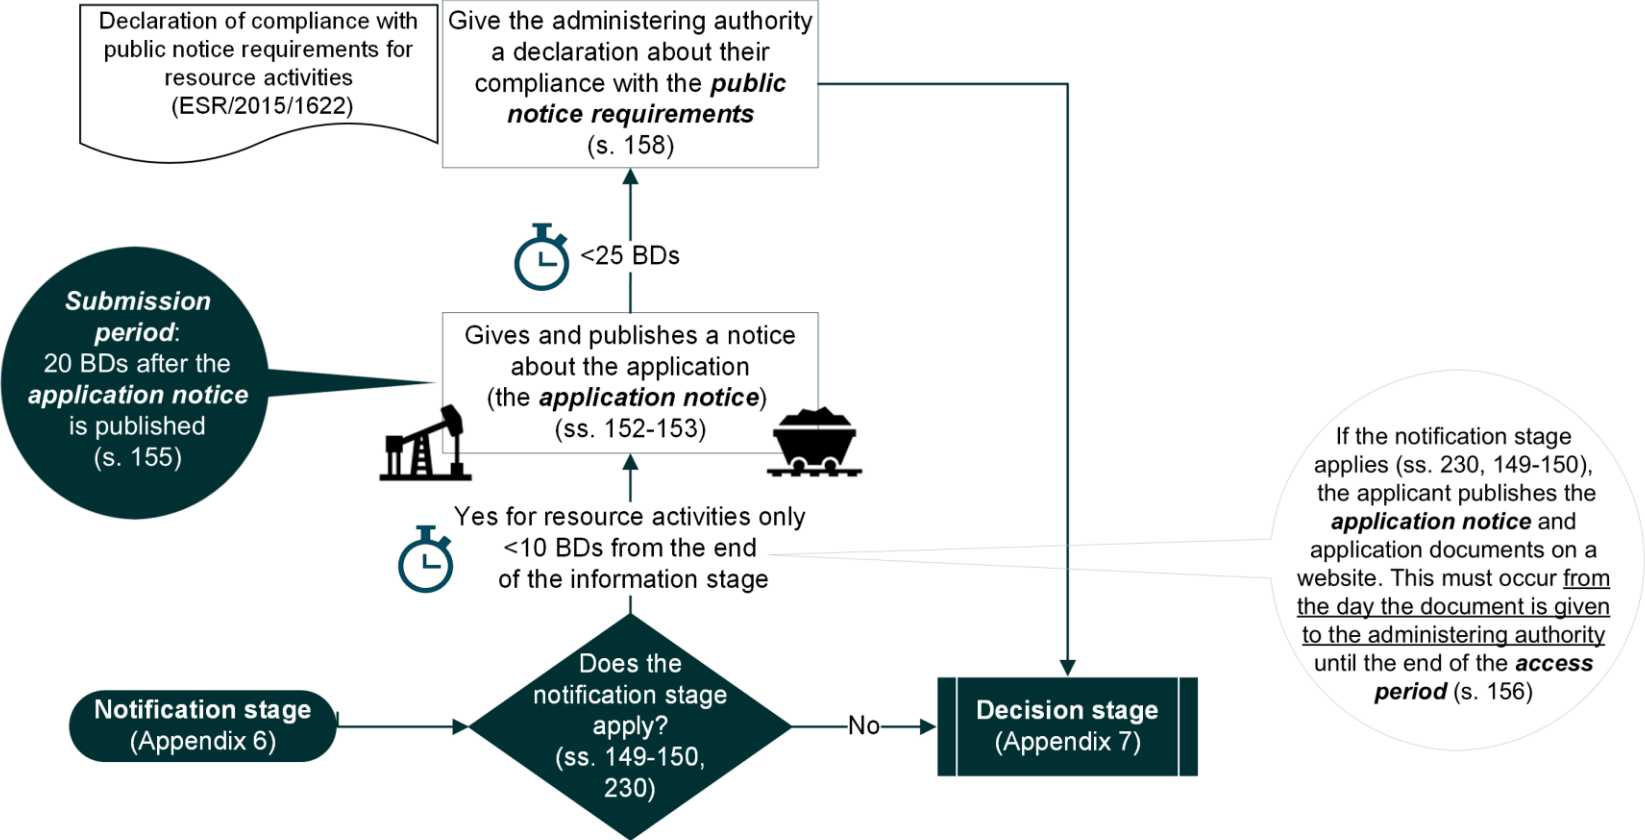 Declaration of compliance with
public notice requirements for
resource activities
(ESR/2015/1622)
Give the administering authority
a declaration about their
compliance with the public
notice requirements
(s. 158)
<25 BDs
Submission
period:
20 BDs after the
application notice
is published
(s. 155)
Gives and publishes a notice
about the application
(the application notice)
(ss. 152-153)
Yes for resource activities only
<10 BDs from the end
of the information stage
If the notification stage
applies (ss. 230, 149-150),
the applicant publishes the
application notice and
application documents on a
website. This must occur from
the day the document is given
to the administering authority
until the end of the access
period (s. 156)
Notification stage
(Appendix 6)
Does the
notification stage
apply?
(ss. 149-150,
230)
No
Decision stage
(Appendix 7)